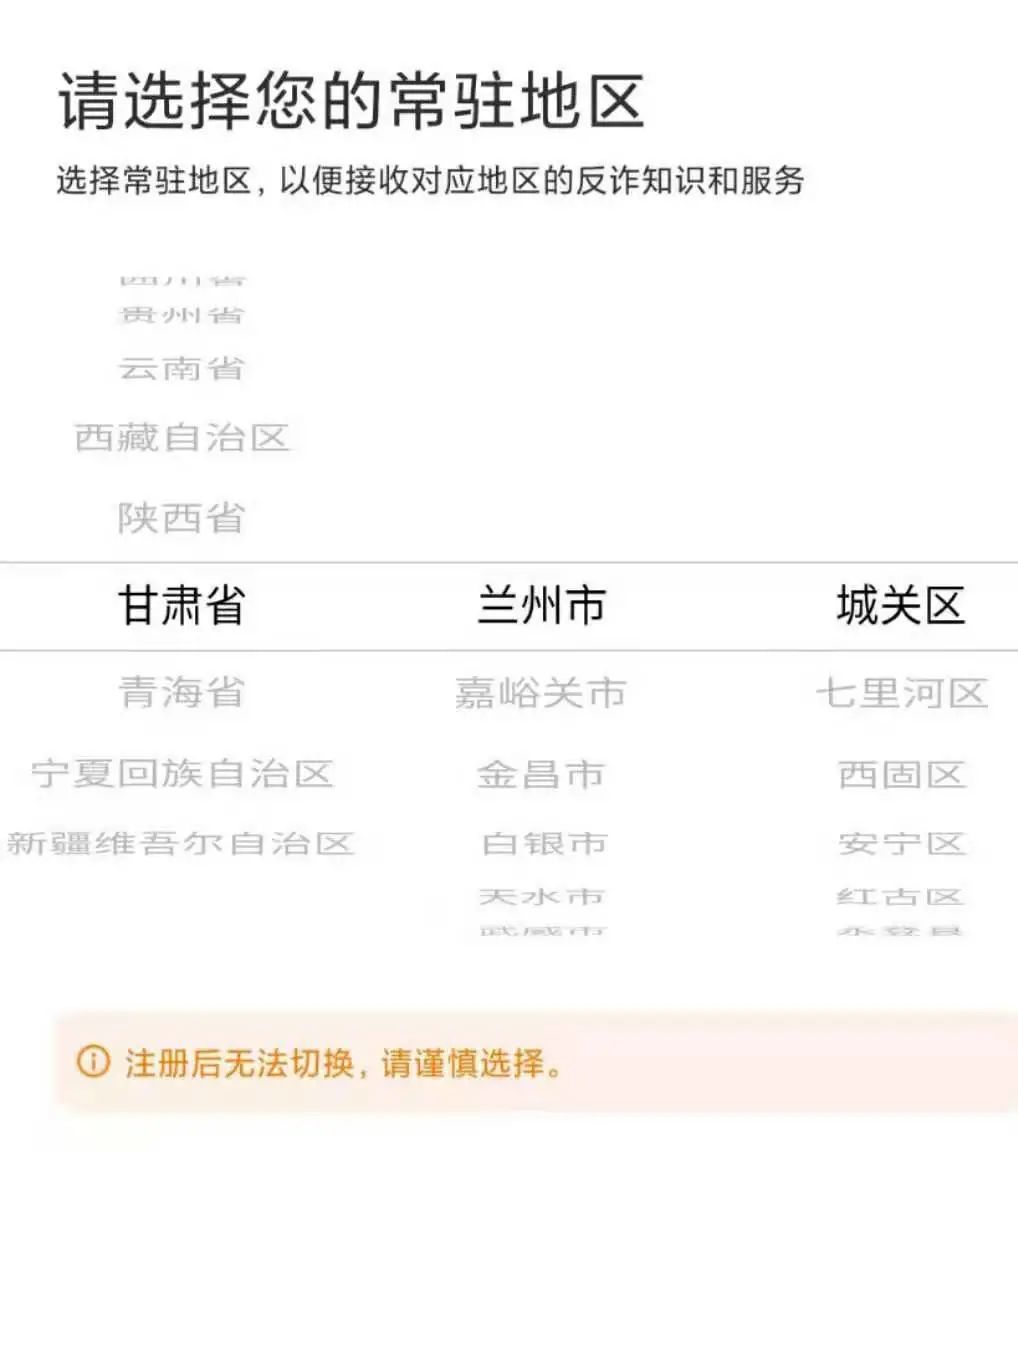 请选择您的常驻地区
选择常驻地区，以便接收对应地区的反诈知识和服务
贵州省
云南省
西藏自治区
陕西省
甘肃省 兰州市 城关区
青海省 嘉峪关市 七里河区
宁夏回族自治区 金昌市 西固区
新疆维吾尔自治区 白银市 安宁区
天水市 红古区
注册后无法切换，请谨慎选择。